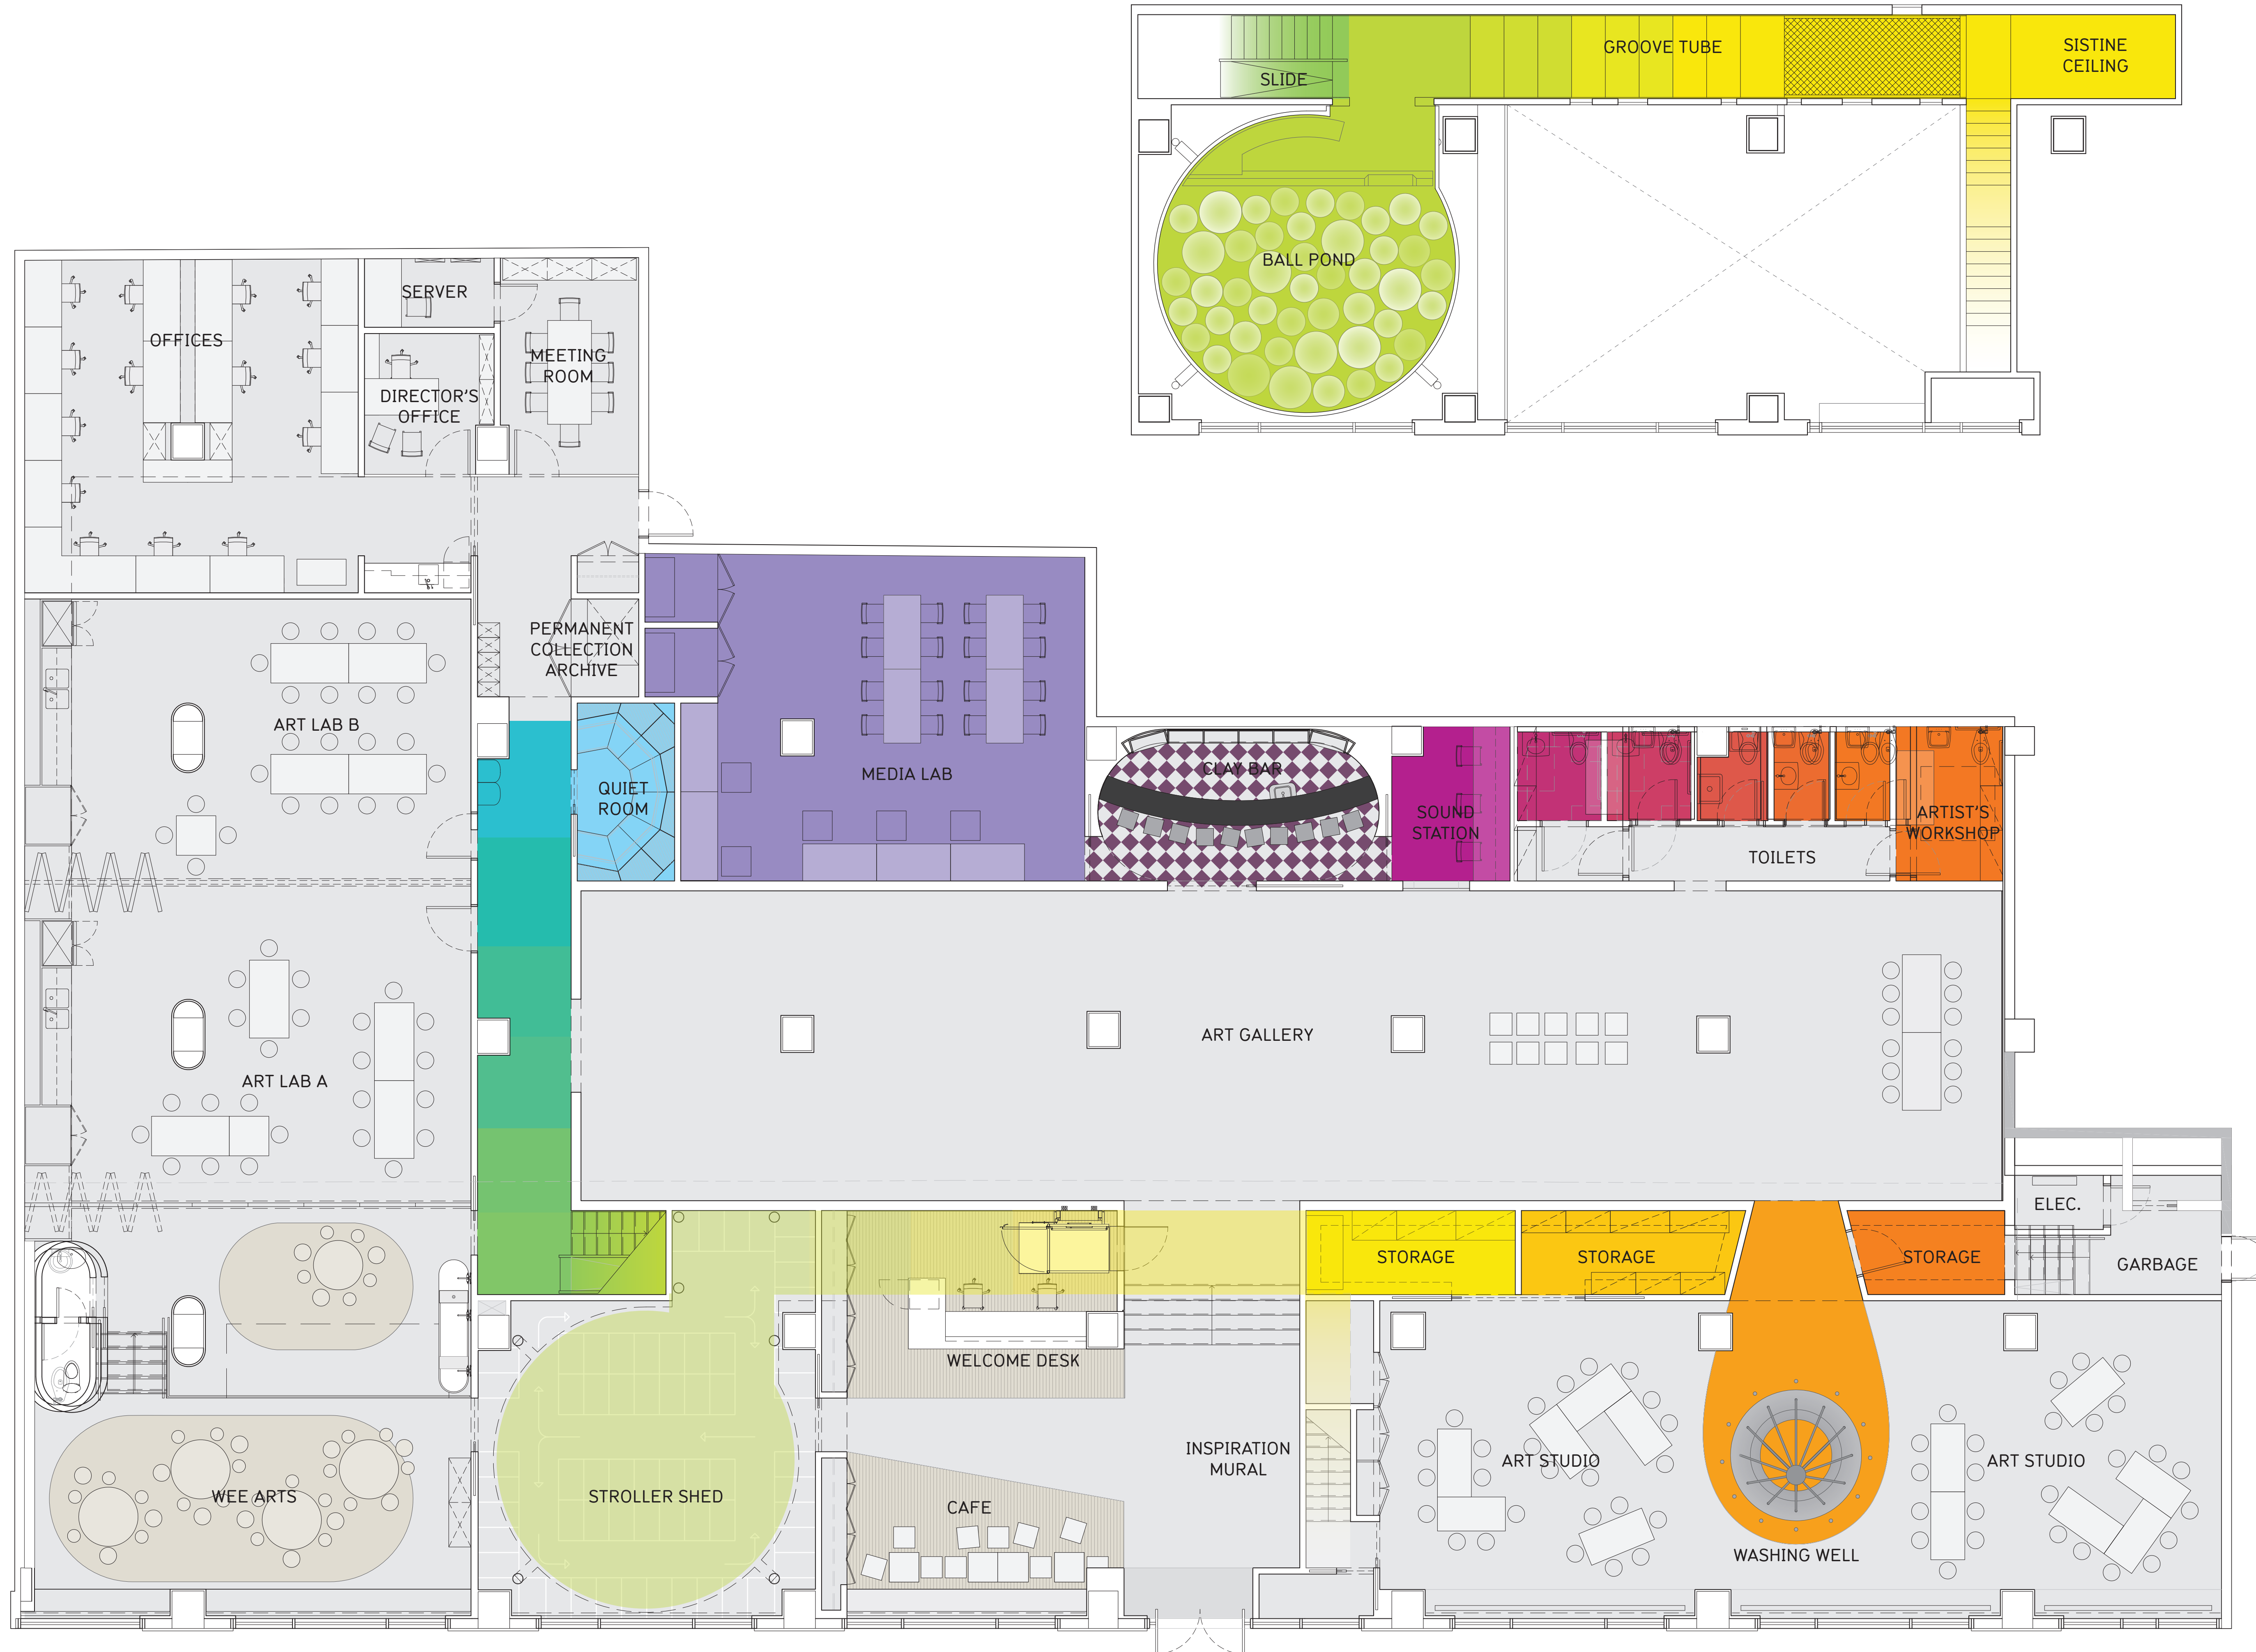 GROOVE TUBE
SISTINE
CEILING
SLIDE
BALL POND
SERVER
OFFICES
MEETING
ROOM
DIRECTOR'S
OFFICE
PERMANENT
COLLECTION
ARCHIVE
ART LAB B
QUIET
ROOM
MEDIA LAB
CLAY BAR
SOUND
STATION
ARTIST'S
WORKSHOP
TOILETS
ART GALLERY
ART LAB A
ELEC.
STORAGE
STORAGE
STORAGE
GARBAGE
WELCOME DESK
INSPIRATION
MURAL
ART STUDIO
ART STUDIO
WEE ARTS
STROLLER SHED
CAFE
WASHING WELL